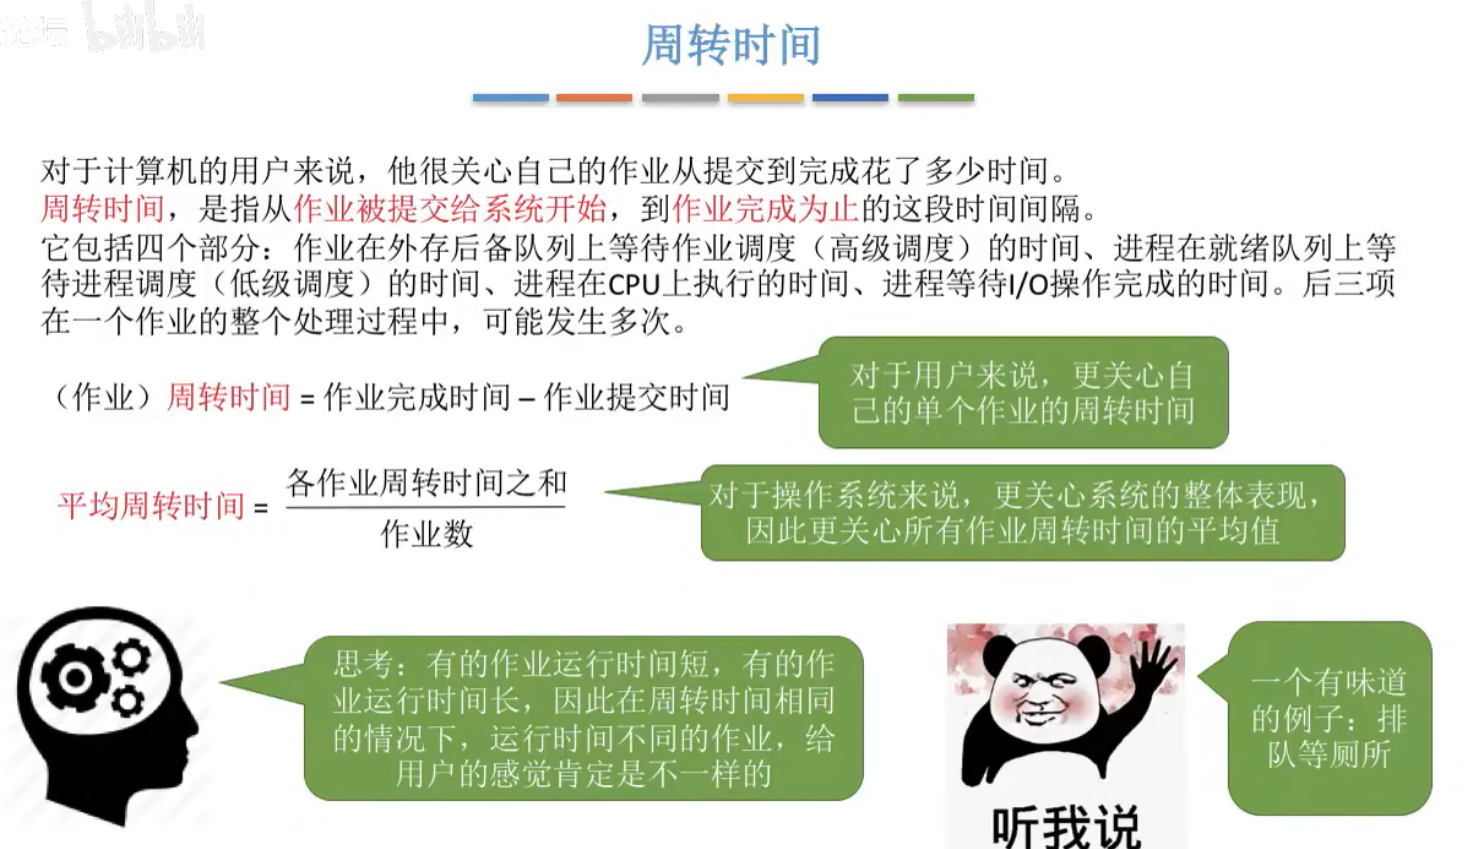 论坛 bilibili
周转时间
对于计算机的用户来说，他很关心自己的作业从提交到完成花了多少时间。
周转时间，是指从作业被提交给系统开始，到作业完成为止的这段时间间隔。
它包括四个部分：作业在外存后备队列上等待作业调度（高级调度）的时间、进程在就绪队列上等
待进程调度（低级调度）的时间、进程在CPU上执行的时间、进程等待I/O操作完成的时间。后三项
在一个作业的整个处理过程中，可能发生多次。
（作业）周转时间 = 作业完成时间 – 作业提交时间
对于用户来说，更关心自
己的单个作业的周转时间
平均周转时间 =
各作业周转时间之和
作业数
对于操作系统来说，更关心系统的整体表现，
因此更关心所有作业周转时间的平均值
思考：有的作业运行时间短，有的作
业运行时间长，因此在周转时间相同
的情况下，运行时间不同的作业，给
用户的感觉肯定是不一样的
听我说
一个有味道
的例子：排
队等厕所